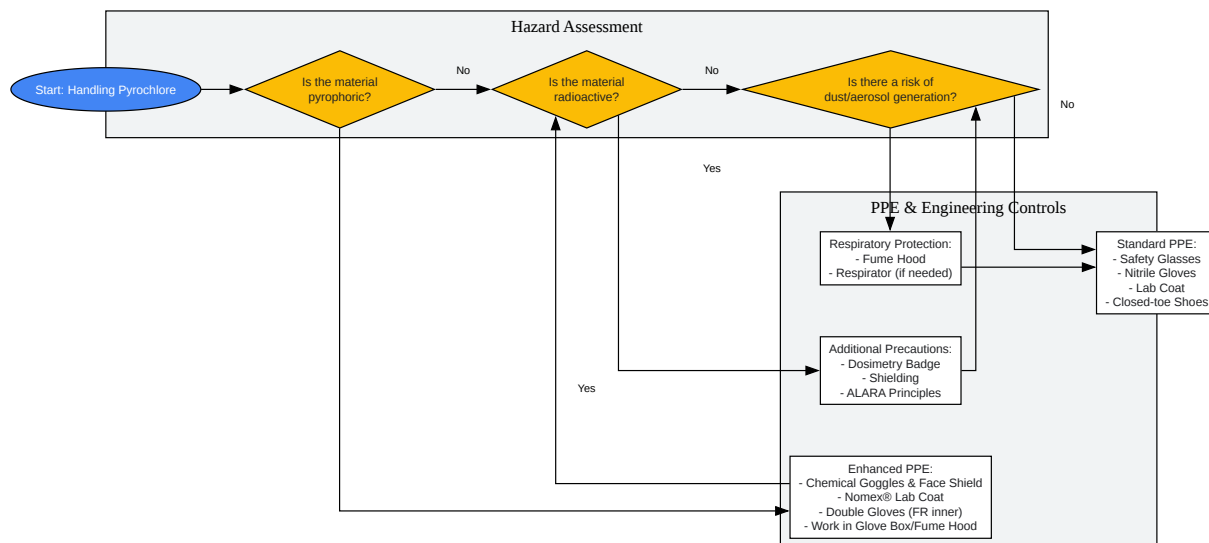 Hazard Assessment
Start: Handling Pyrochlore
Is the material
pyrophoric?
No
Is the material
radioactive?
No
Is there a risk of
dust/aerosol generation?
No
Yes
PPE & Engineering Controls
Respiratory Protection:
- Fume Hood
- Respirator (if needed)
Standard PPE:
- Safety Glasses
- Nitrile Gloves
- Lab Coat
- Closed-toe Shoes
Additional Precautions:
- Dosimetry Badge
- Shielding
- ALARA Principles
Yes
Enhanced PPE:
- Chemical Goggles & Face Shield
- Nomex® Lab Coat
- Double Gloves (FR inner)
- Work in Glove Box/Fume Hood